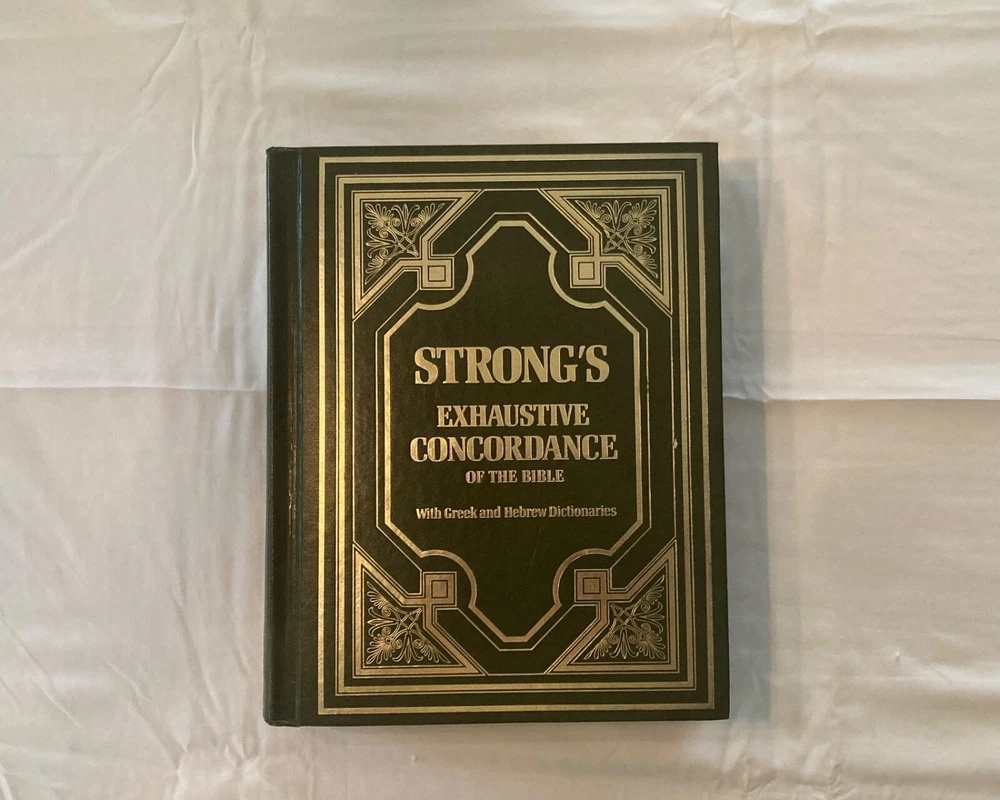 STRONG'S
EXHAUSTIVE
CONCORDANCE
OF THE BIBLE
With Greek and Hebrew Dictionaries